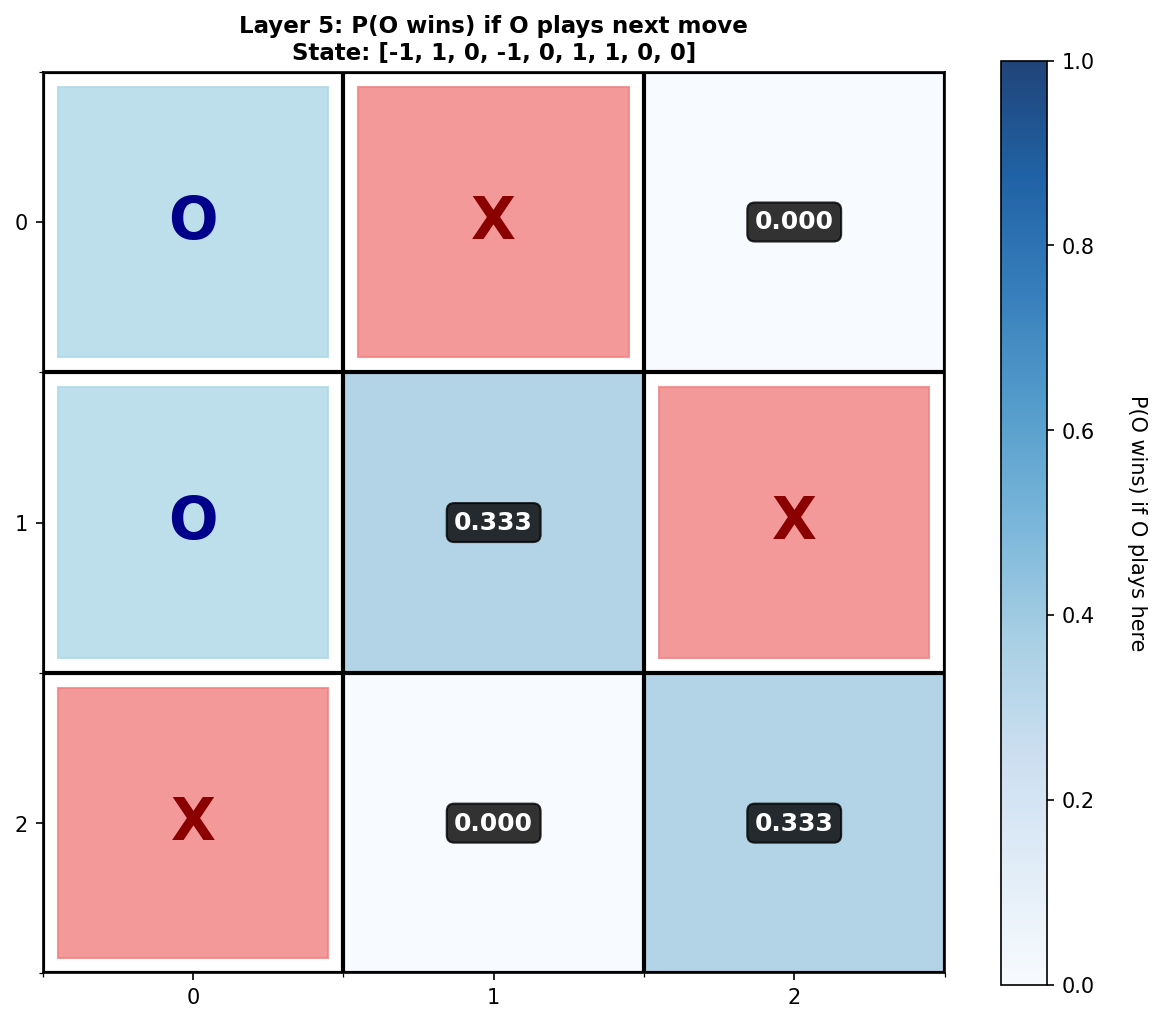 Layer 5: P(O wins) if O plays next move
State: [-1, 1, 0, -1, 0, 1, 1, 0, 0]
0
O
X
0.000
1
O
0.333
X
2
X
0.000
0.333
0
1
2
1.0
0.8
0.6
0.4
0.2
0.0
P(O wins) if O plays here